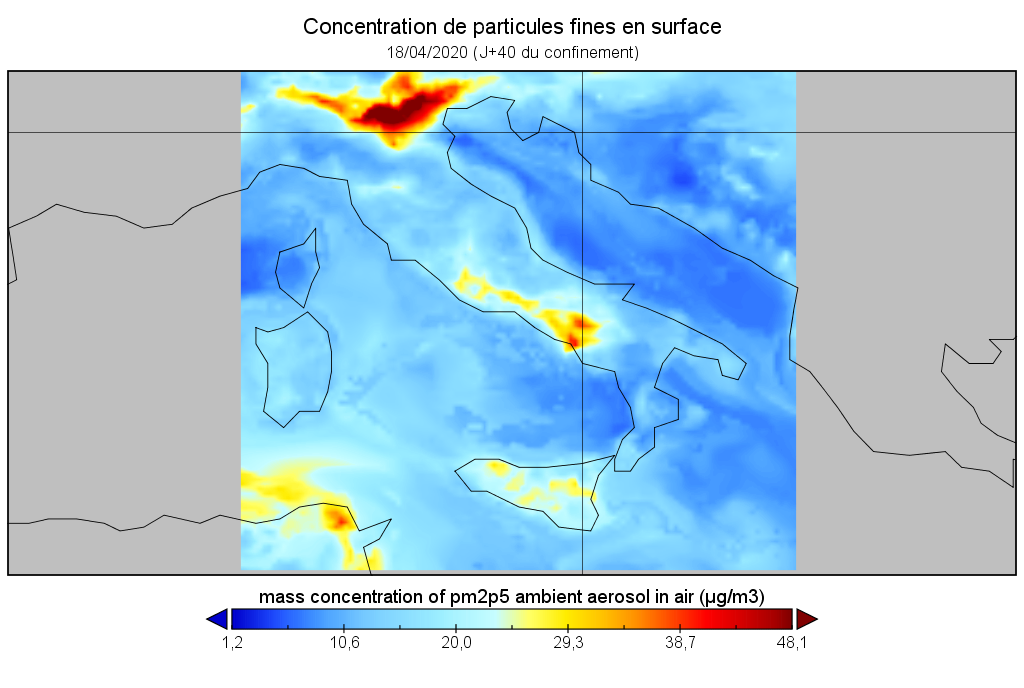 Concentration de particules fines en surface
18/04/2020 (J+40 du confinement)
mass concentration of pm2p5 ambient aerosol in air (µg/m3)
1,2 10,6 20,0 29,3 38,7 48,1